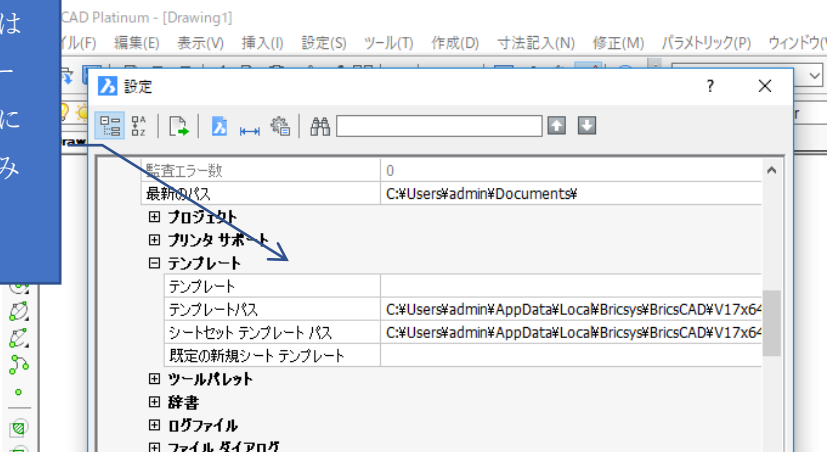 CAD Platinum - [Drawing1]
イル(F) 編集(E) 表示(V) 挿入(I) 設定(S) ツール(T) 作成(D) 寸法記入(N) 修正(M) パラメトリック(P) ウィンドウ(
は
ー
に
み
設定
? ×
監査エラー数 0
最新のパス C:¥Users¥admin¥Documents¥
プロジェクト
プリンタ サポート
テンプレート
テンプレート
テンプレートパス C:¥Users¥admin¥AppData¥Local¥Bricsys¥BricsCAD¥V17x64
シートセット テンプレート パス C:¥Users¥admin¥AppData¥Local¥Bricsys¥BricsCAD¥V17x64
既定の新規シート テンプレート
ツールパレット
辞書
ログファイル
ファイル ダイアログ